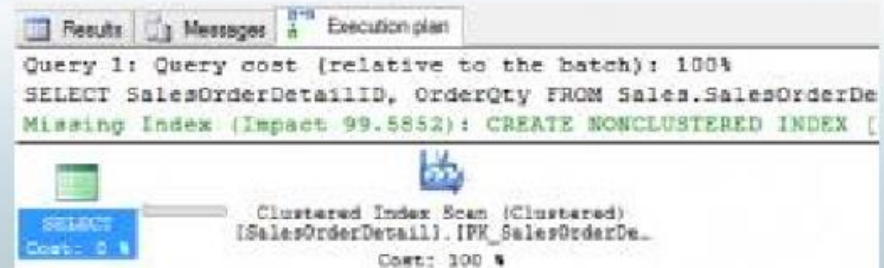 Results Messages Execution plan
Query 1: Query cost (relative to the batch): 100%
SELECT SalesOrderDetailID, OrderQty FROM Sales.SalesOrderDe
Missing Index (Impact 99.5852): CREATE NONCLUSTERED INDEX [
SELECT
Cost: 0 %
Clustered Index Scan (Clustered)
[SalesOrderDetail].[PK_SalesOrderDe…
Cost: 100 %